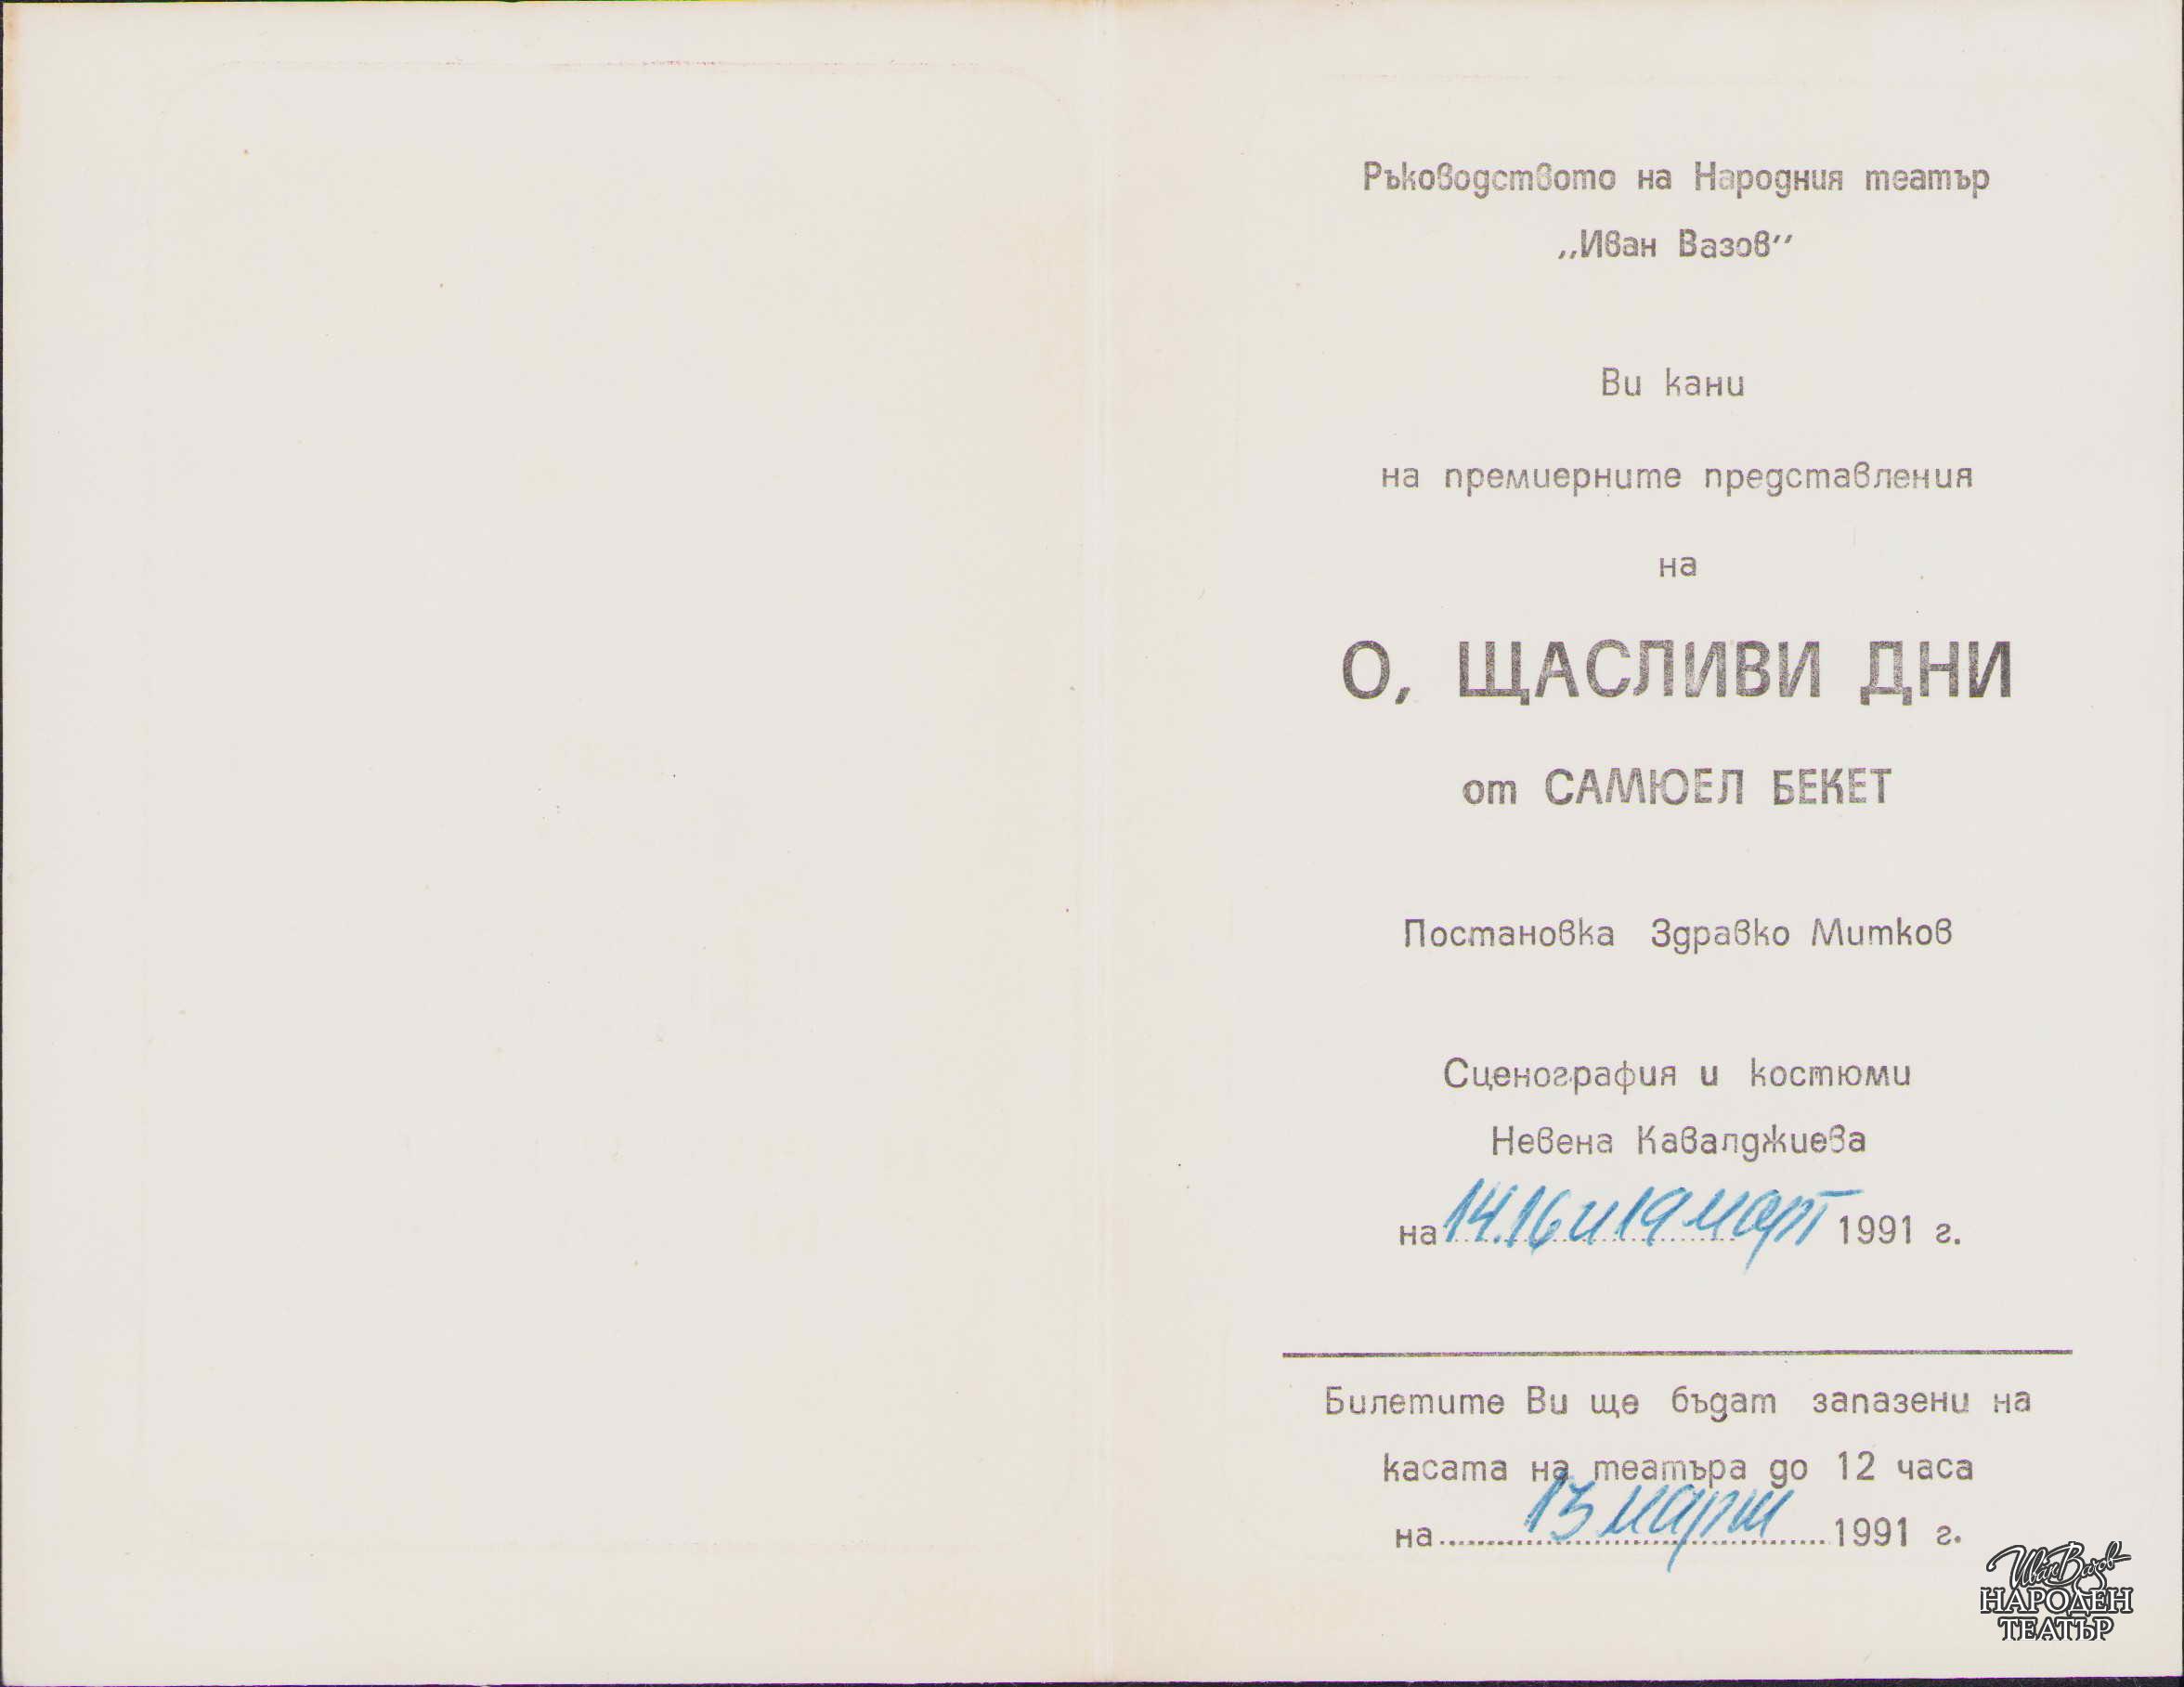 Ръководството на Народния театър
„Иван Вазов”
Ви кани
на премиерните представления
на
О, ЩАСЛИВИ ДНИ
от САМЮЕЛ БЕКЕТ
Постановка Здравко Митков
Сценография и костюми
Невена Кавалджиева
на 14.16 и 19 март 1991 г.
Билетите Ви ще бъдат запазени на
касата на театъра до 12 часа
на 13 март 1991 г.
Иван Вазов
НАРОДЕН
ТЕАТЪР